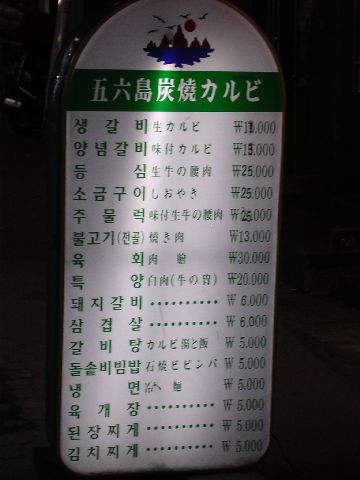 五六島炭燒カルビ
생갈비 生カルビ ₩18.000
양념갈비 味付カルビ ₩18.000
등심 生牛の腰肉 ₩25.000
소금구이 しおやき ₩25.000
주물럭 味付生牛の腰肉 ₩25.000
불고기(전골) 焼き肉 ₩13.000
육회 肉膾 ₩30.000
특양 白肉(牛の胃) ₩20.000
돼지갈비 .......... ₩6.000
삼겹살 .......... ₩6.000
갈비탕 カルビ湯と飯 ₩5.000
돌솥비빔밥 石焼ビビンバ ₩5.000
냉면 冷麺 ₩5.000
육개장 .......... ₩5.000
된장찌게 .......... ₩5.000
김치찌게 .......... ₩5.000